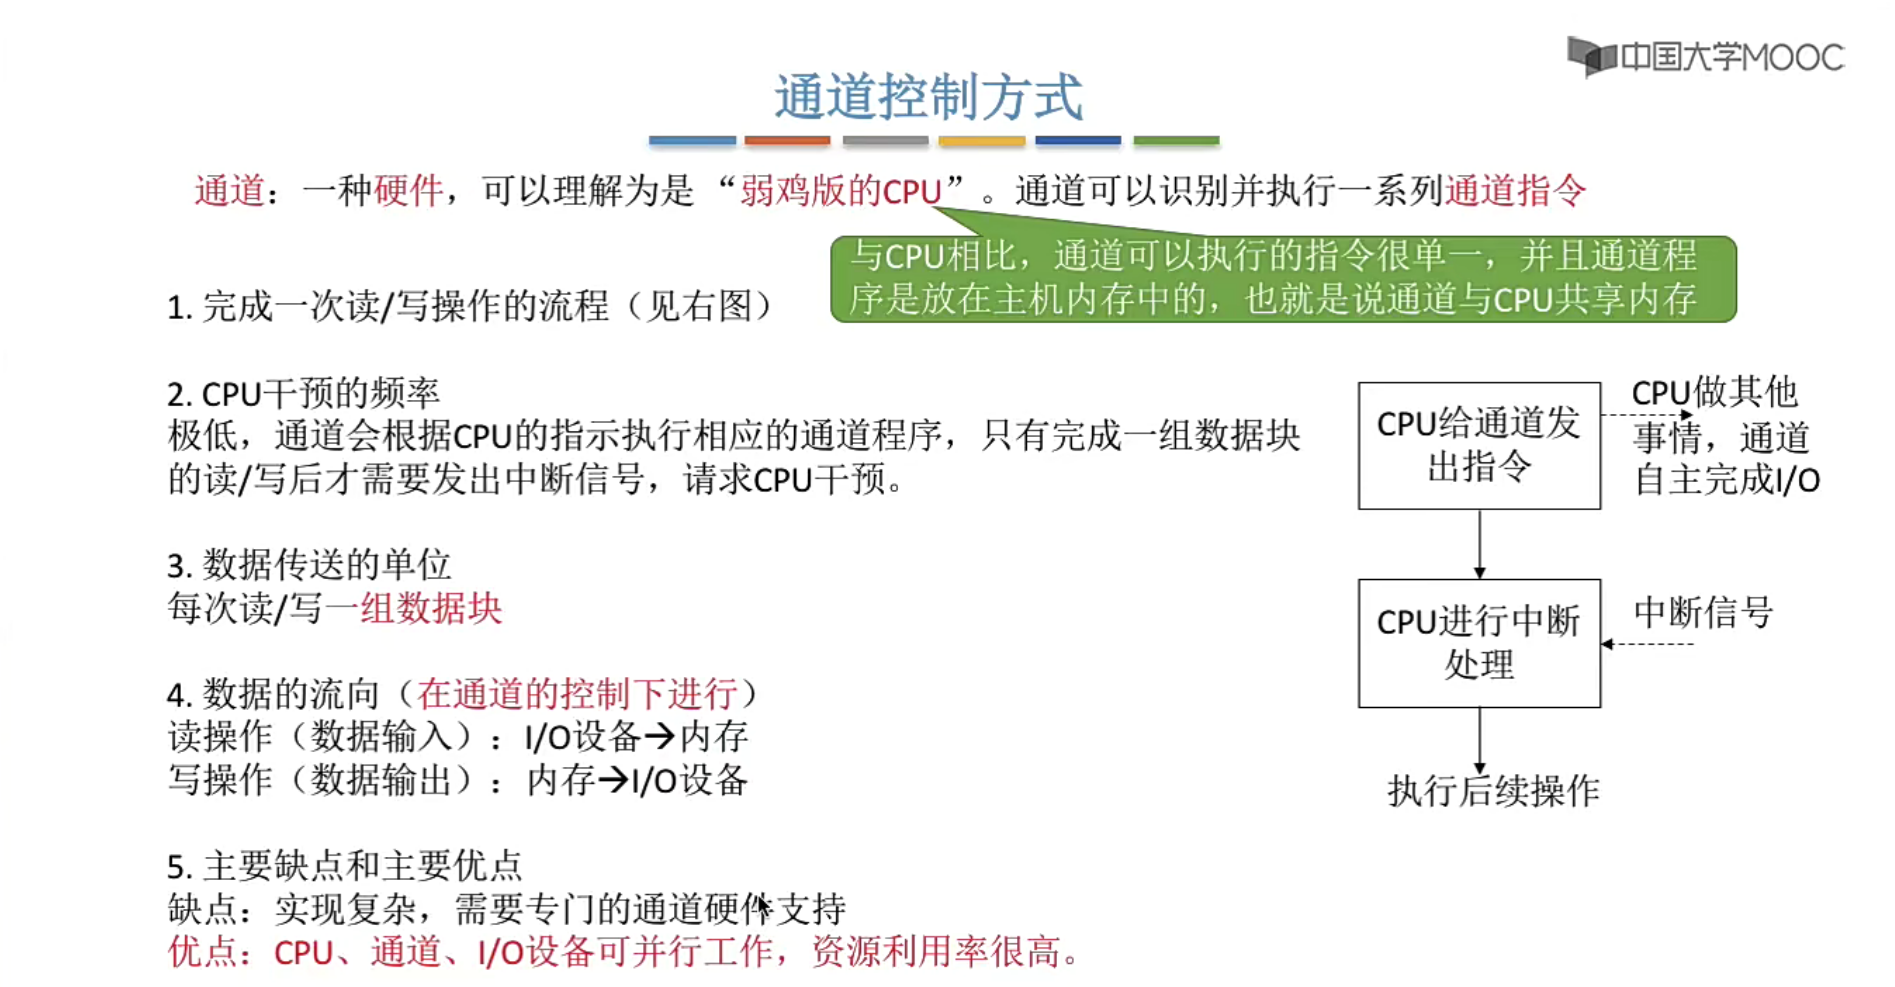 中国大学MOOC
通道控制方式
通道：一种硬件，可以理解为是 “弱鸡版的CPU” 。通道可以识别并执行一系列通道指令
与CPU相比，通道可以执行的指令很单一，并且通道程
序是放在主机内存中的，也就是说通道与CPU共享内存
1. 完成一次读/写操作的流程（见右图）
2. CPU干预的频率
极低，通道会根据CPU的指示执行相应的通道程序，只有完成一组数据块
的读/写后才需要发出中断信号，请求CPU干预。
3. 数据传送的单位
每次读/写一组数据块
4. 数据的流向（在通道的控制下进行）
读操作（数据输入）：I/O设备→内存
写操作（数据输出）：内存→I/O设备
5. 主要缺点和主要优点
缺点：实现复杂，需要专门的通道硬件支持
优点：CPU、通道、I/O设备可并行工作，资源利用率很高。
CPU给通道发
出指令
CPU做其他
事情，通道
自主完成I/O
CPU进行中断
处理
中断信号
执行后续操作